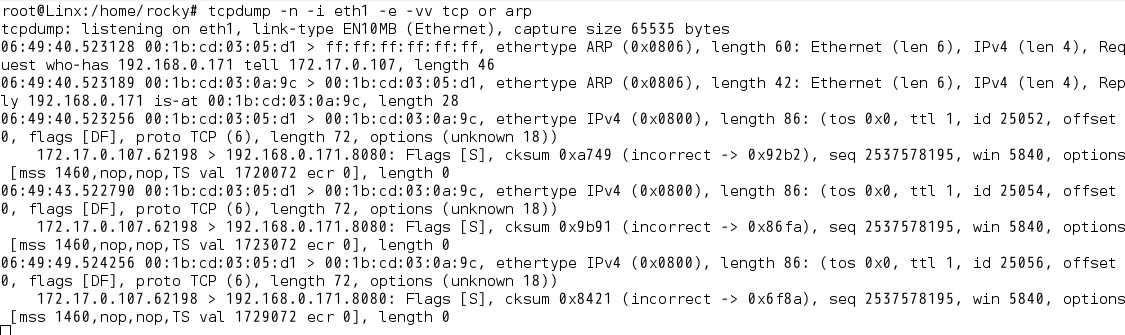 root@Linx:/home/rocky# tcpdump -n -i eth1 -e -vv tcp or arp
tcpdump: listening on eth1, link-type EN10MB (Ethernet), capture size 65535 bytes
06:49:40.523128 00:1b:cd:03:05:d1 > ff:ff:ff:ff:ff:ff, ethertype ARP (0x0806), length 60: Ethernet (len 6), IPv4 (len 4), Req
uest who-has 192.168.0.171 tell 172.17.0.107, length 46
06:49:40.523189 00:1b:cd:03:0a:9c > 00:1b:cd:03:05:d1, ethertype ARP (0x0806), length 42: Ethernet (len 6), IPv4 (len 4), Rep
ly 192.168.0.171 is-at 00:1b:cd:03:0a:9c, length 28
06:49:40.523256 00:1b:cd:03:05:d1 > 00:1b:cd:03:0a:9c, ethertype IPv4 (0x0800), length 86: (tos 0x0, ttl 1, id 25052, offset
0, flags [DF], proto TCP (6), length 72, options (unknown 18))
    172.17.0.107.62198 > 192.168.0.171.8080: Flags [S], cksum 0xa749 (incorrect -> 0x92b2), seq 2537578195, win 5840, options
 [mss 1460,nop,nop,TS val 1720072 ecr 0], length 0
06:49:43.522790 00:1b:cd:03:05:d1 > 00:1b:cd:03:0a:9c, ethertype IPv4 (0x0800), length 86: (tos 0x0, ttl 1, id 25054, offset
0, flags [DF], proto TCP (6), length 72, options (unknown 18))
    172.17.0.107.62198 > 192.168.0.171.8080: Flags [S], cksum 0x9b91 (incorrect -> 0x86fa), seq 2537578195, win 5840, options
 [mss 1460,nop,nop,TS val 1723072 ecr 0], length 0
06:49:49.524256 00:1b:cd:03:05:d1 > 00:1b:cd:03:0a:9c, ethertype IPv4 (0x0800), length 86: (tos 0x0, ttl 1, id 25056, offset
0, flags [DF], proto TCP (6), length 72, options (unknown 18))
    172.17.0.107.62198 > 192.168.0.171.8080: Flags [S], cksum 0x8421 (incorrect -> 0x6f8a), seq 2537578195, win 5840, options
 [mss 1460,nop,nop,TS val 1729072 ecr 0], length 0